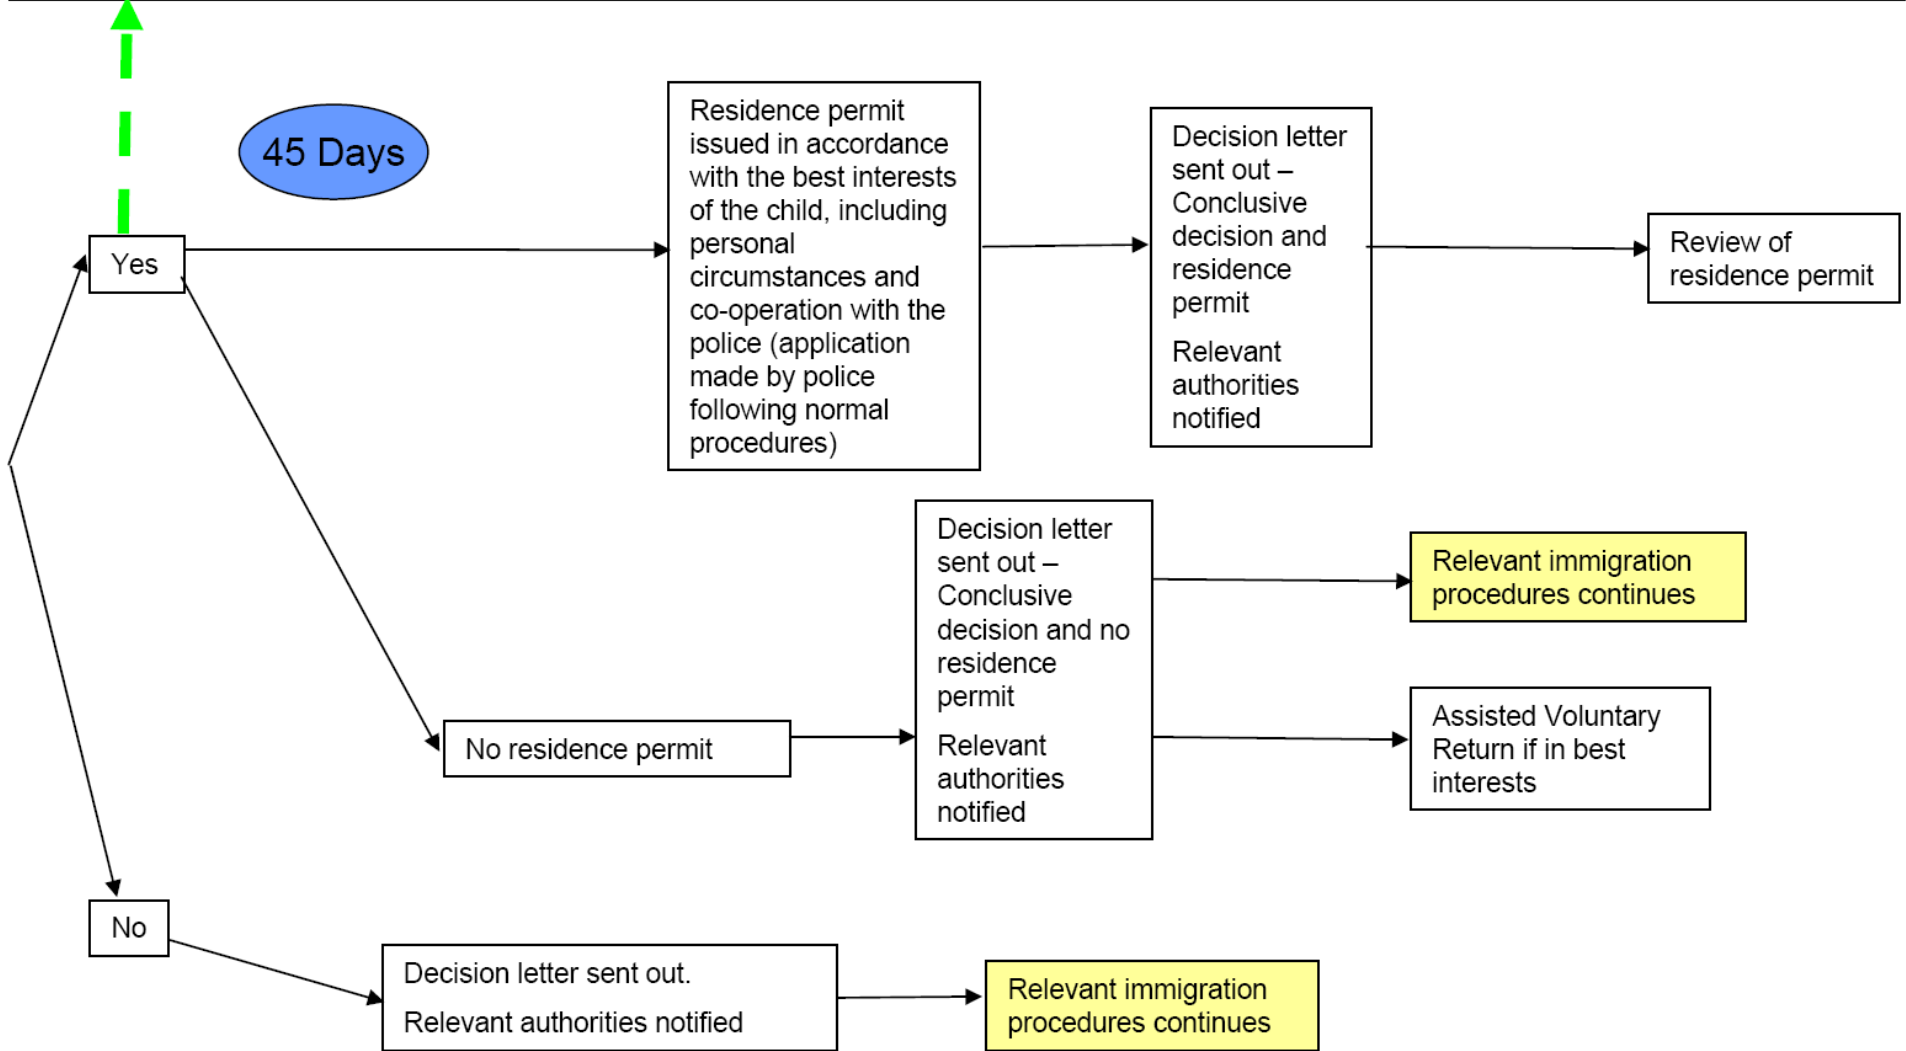 45 Days
Yes
Residence permit
issued in accordance
with the best interests
of the child, including
personal
circumstances and
co-operation with the
police (application
made by police
following normal
procedures)
Decision letter
sent out –
Conclusive
decision and
residence
permit
Relevant
authorities
notified
Review of
residence permit
No residence permit
Decision letter
sent out –
Conclusive
decision and no
residence
permit
Relevant
authorities
notified
Relevant immigration
procedures continues
Assisted Voluntary
Return if in best
interests
No
Decision letter sent out.
Relevant authorities notified
Relevant immigration
procedures continues